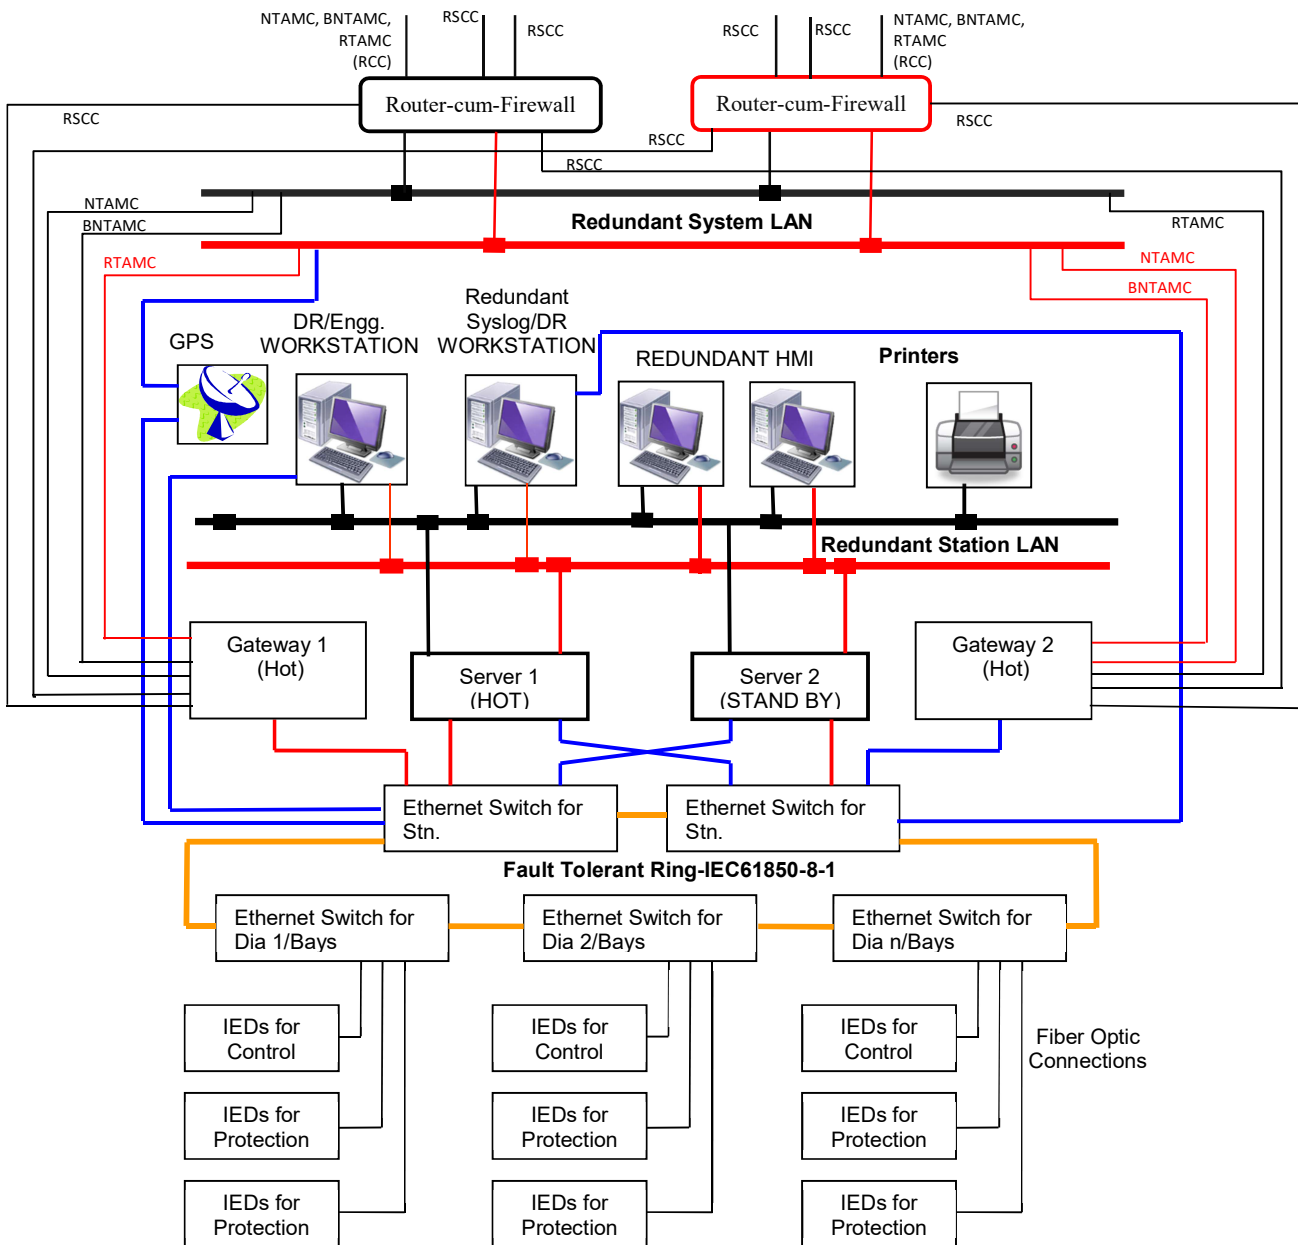 NTAMC, BNTAMC,
RTAMC
(RCC)
RSCC
RSCC
RSCC
RSCC
NTAMC, BNTAMC,
RTAMC
(RCC)
Router-cum-Firewall
Router-cum-Firewall
RSCC
RSCC
RSCC
RSCC
NTAMC
BNTAMC
Redundant System LAN
RTAMC
RTAMC
NTAMC
BNTAMC
GPS
DR/Engg.
WORKSTATION
Redundant
Syslog/DR
WORKSTATION
REDUNDANT HMI
Printers
Redundant Station LAN
Gateway 1
(Hot)
Server 1
(HOT)
Server 2
(STAND BY)
Gateway 2
(Hot)
Ethernet Switch for
Stn.
Ethernet Switch for
Stn.
Fault Tolerant Ring-IEC61850-8-1
Ethernet Switch for
Dia 1/Bays
Ethernet Switch for
Dia 2/Bays
Ethernet Switch for
Dia n/Bays
IEDs for
Control
IEDs for
Control
IEDs for
Control
Fiber Optic
Connections
IEDs for
Protection
IEDs for
Protection
IEDs for
Protection
IEDs for
Protection
IEDs for
Protection
IEDs for
Protection